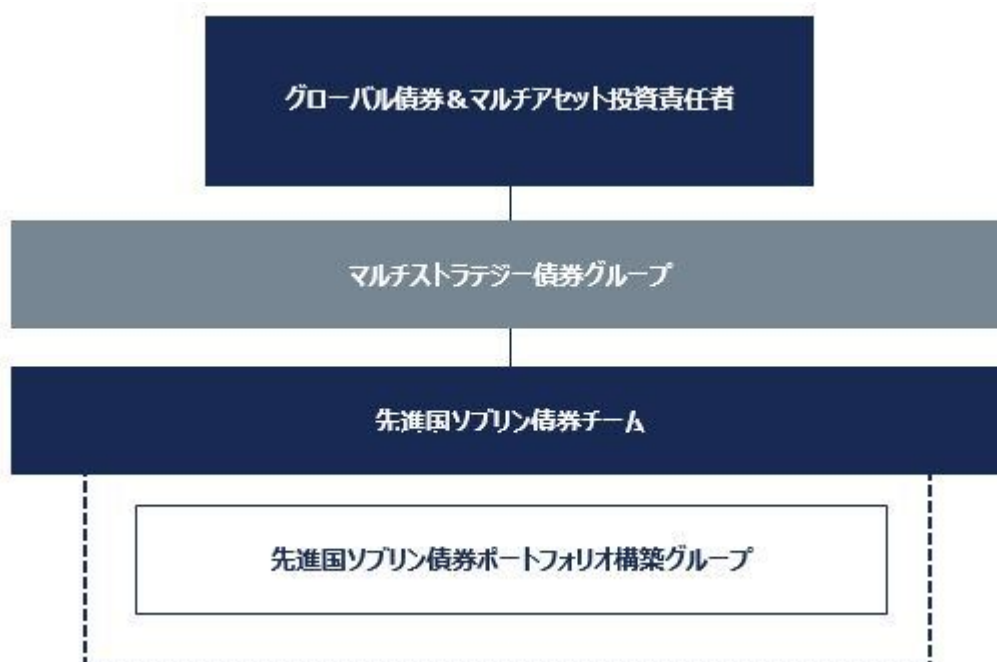 グローバル債券&マルチアセット投資責任者
マルチストラテジー債券グループ
先進国ソブリン債券チーム
先進国ソブリン債券ポートフォリオ構築グループ